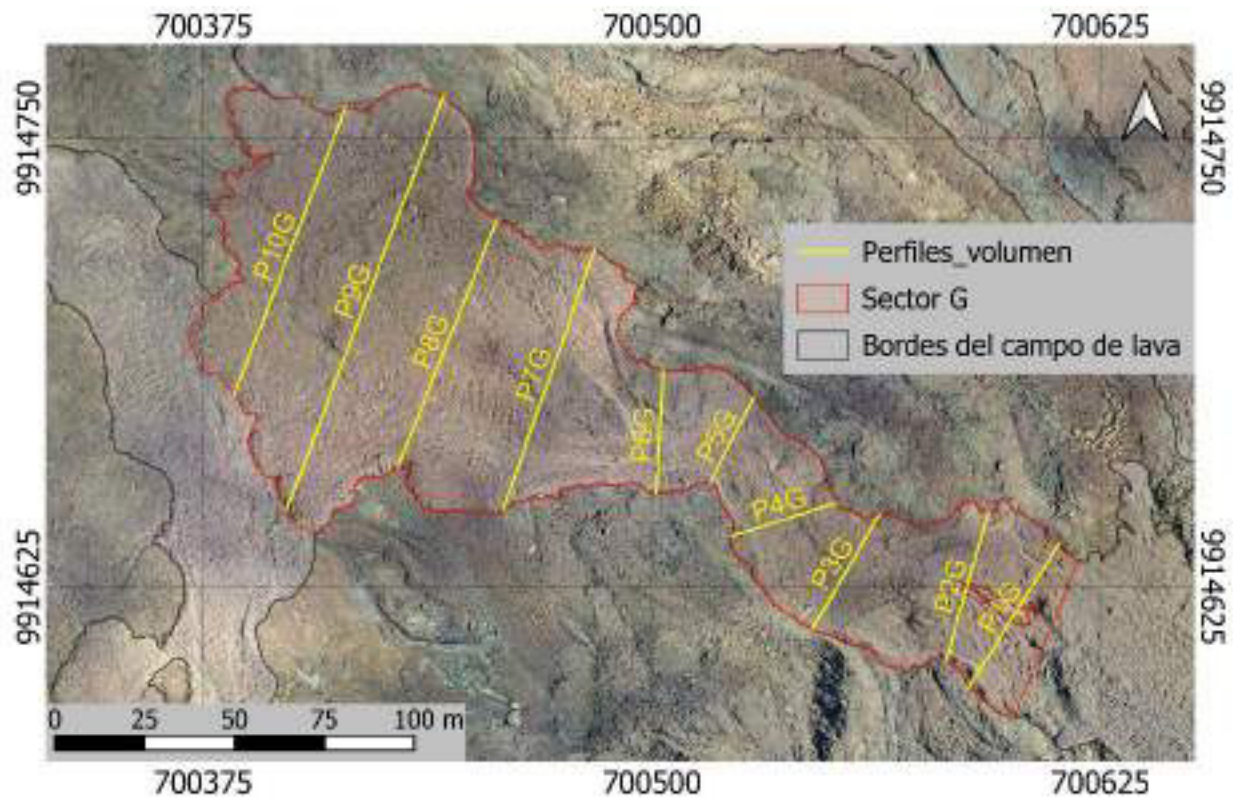 700375 700500 700625
9914750
9914750
P10G
P9G
P8G
P7G
P6G
P5G
P4G
P3G
P2G
P1G
Perfiles_volumen
Sector G
Bordes del campo de lava
9914625
9914625
0 25 50 75 100 m
700375 700500 700625